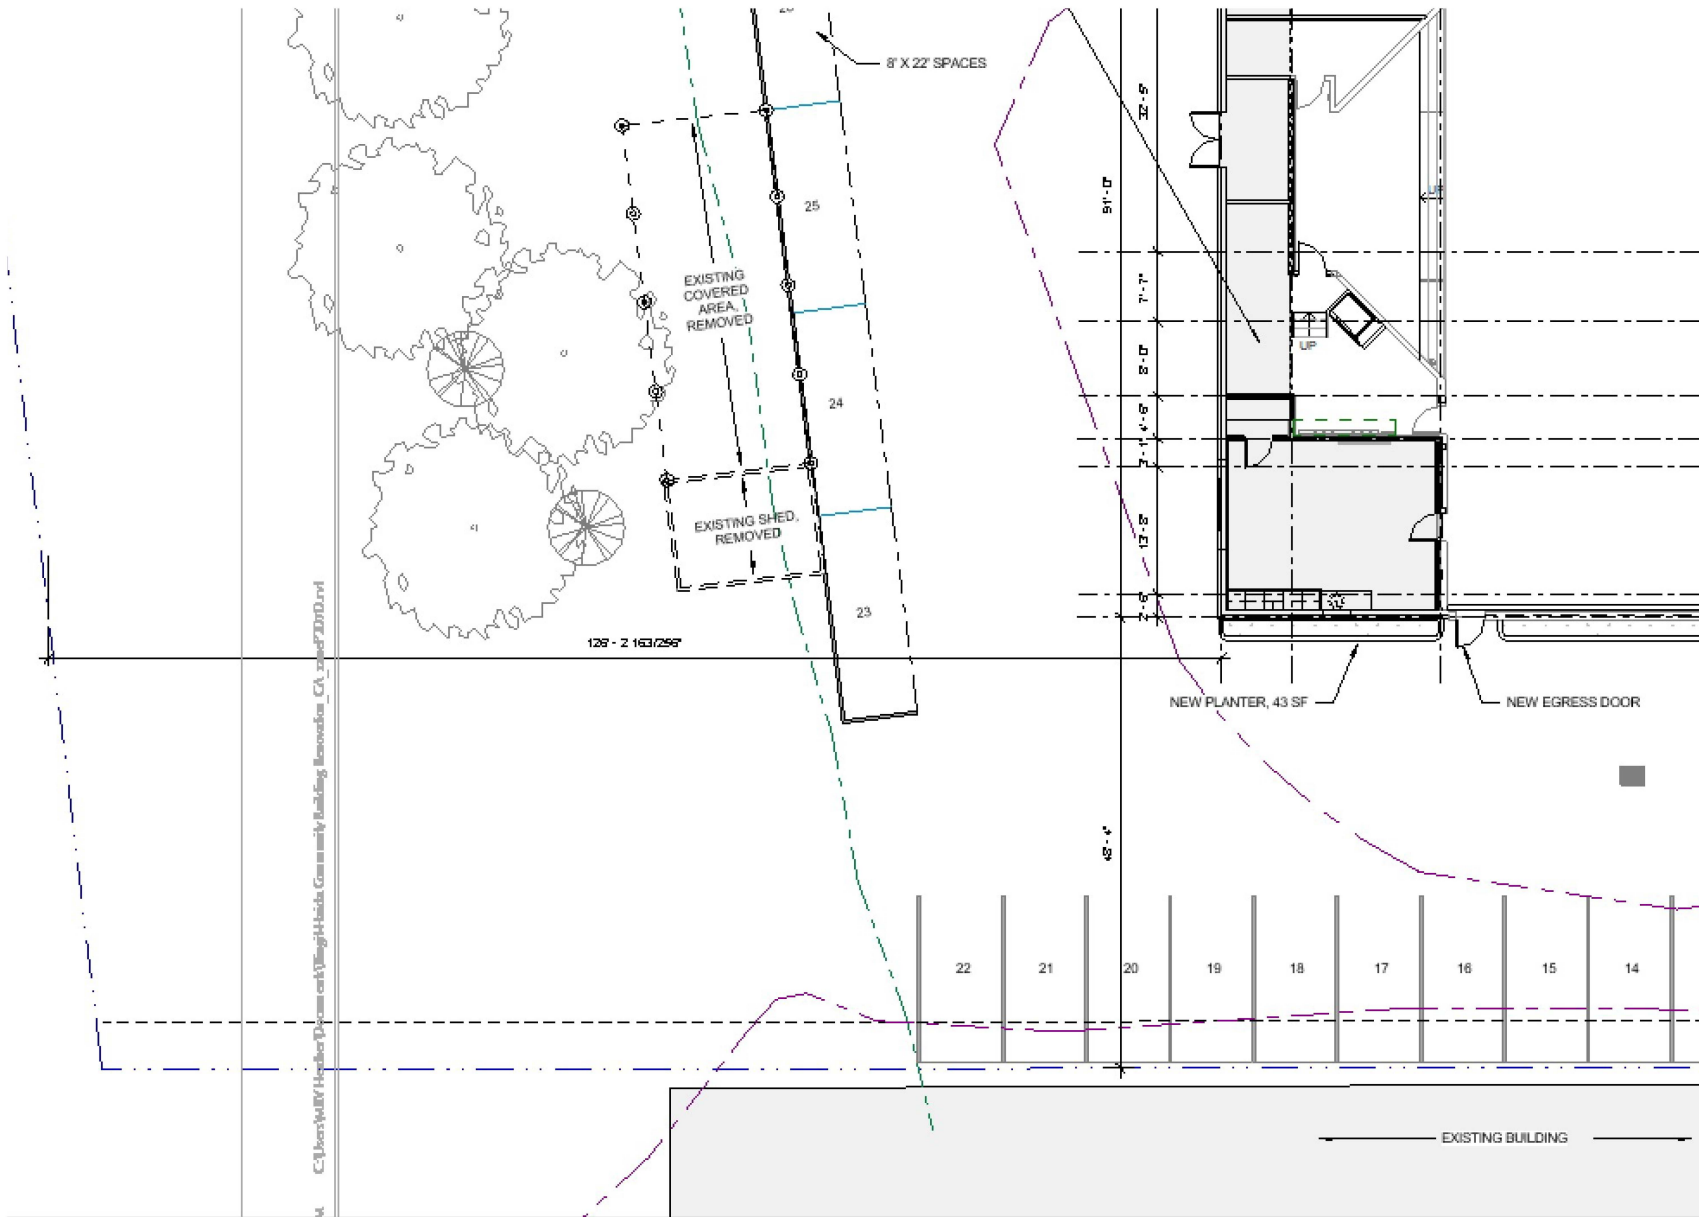 8' X 22' SPACES
25
EXISTING
COVERED
AREA,
REMOVED
24
EXISTING SHED,
REMOVED
23
91' - 0"
7' - 7"
8' - 0"
13' - 8"
UP
UP
NEW PLANTER, 43 SF
NEW EGRESS DOOR
126' - 2 163/256"
48' - 4"
22
21
20
19
18
17
16
15
14
EXISTING BUILDING